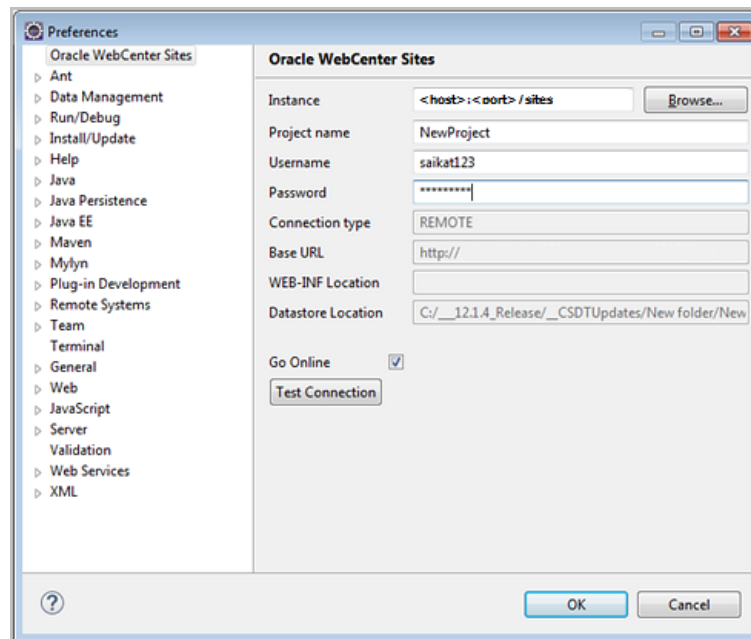 Preferences
Oracle WebCenter Sites
Ant
Data Management
Run/Debug
Install/Update
Help
Java
Java Persistence
Java EE
Maven
Mylyn
Plug-in Development
Remote Systems
Team
Terminal
General
Web
JavaScript
Server
Validation
Web Services
XML
Oracle WebCenter Sites
Instance <host>:<port>/sites Browse...
Project name NewProject
Username saikat123
Password *********
Connection type REMOTE
Base URL http://
WEB-INF Location
Datastore Location C:/__12.1.4_Release/__CSDTUpdates/New folder/New
Go Online
Test Connection
? OK Cancel